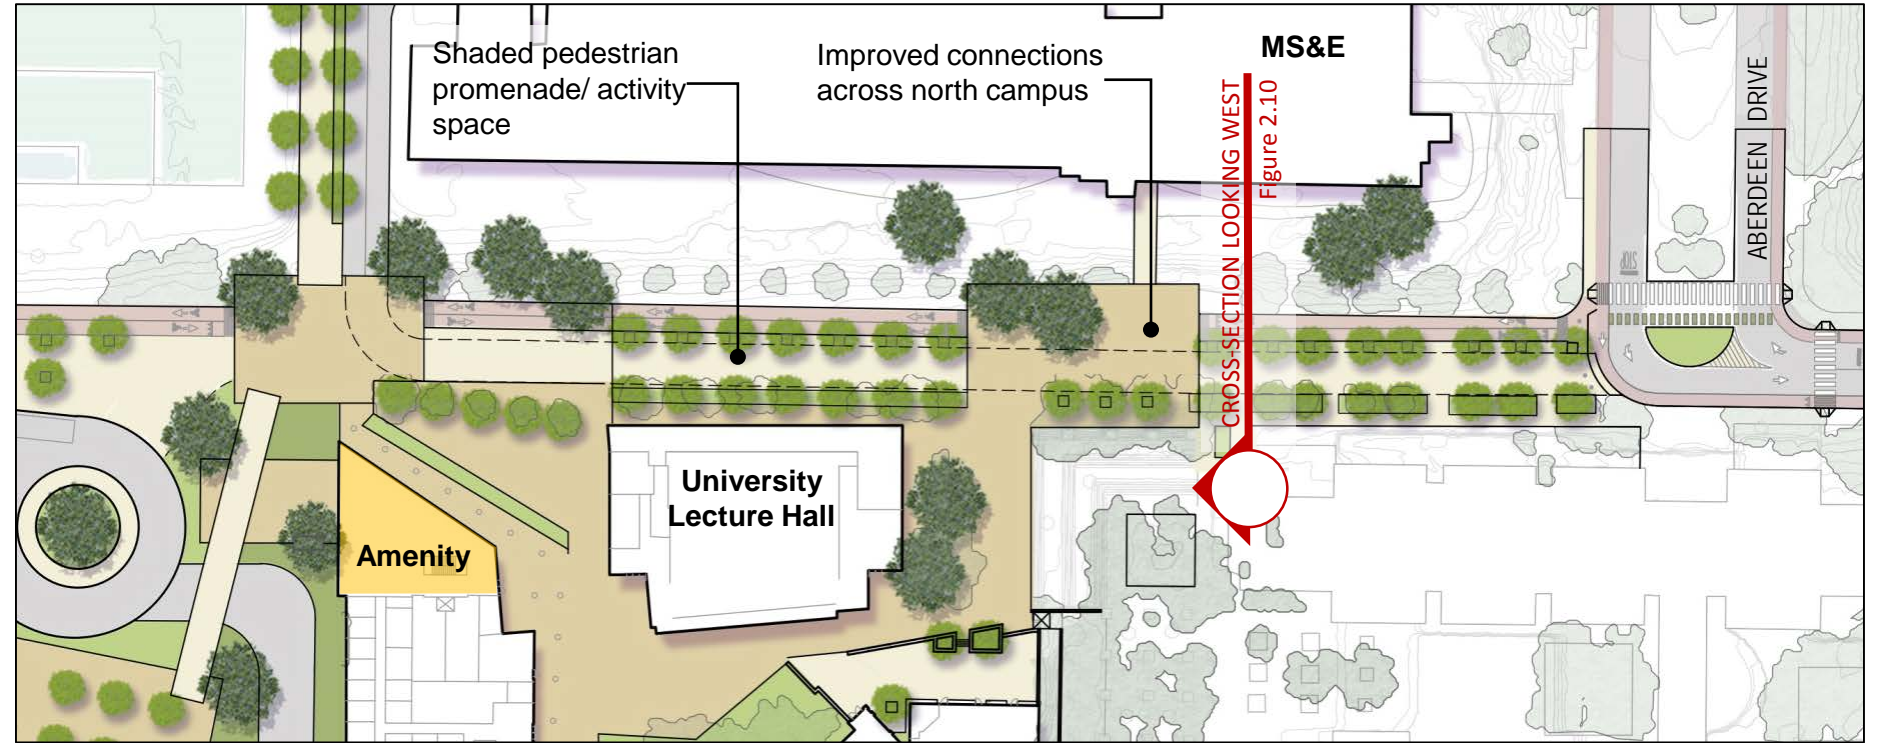 Shaded pedestrian
promenade/ activity
space
Improved connections
across north campus
MS&E
CROSS-SECTION LOOKING WEST
Figure 2.10
ABERDEEN DRIVE
STOP
University
Lecture Hall
Amenity